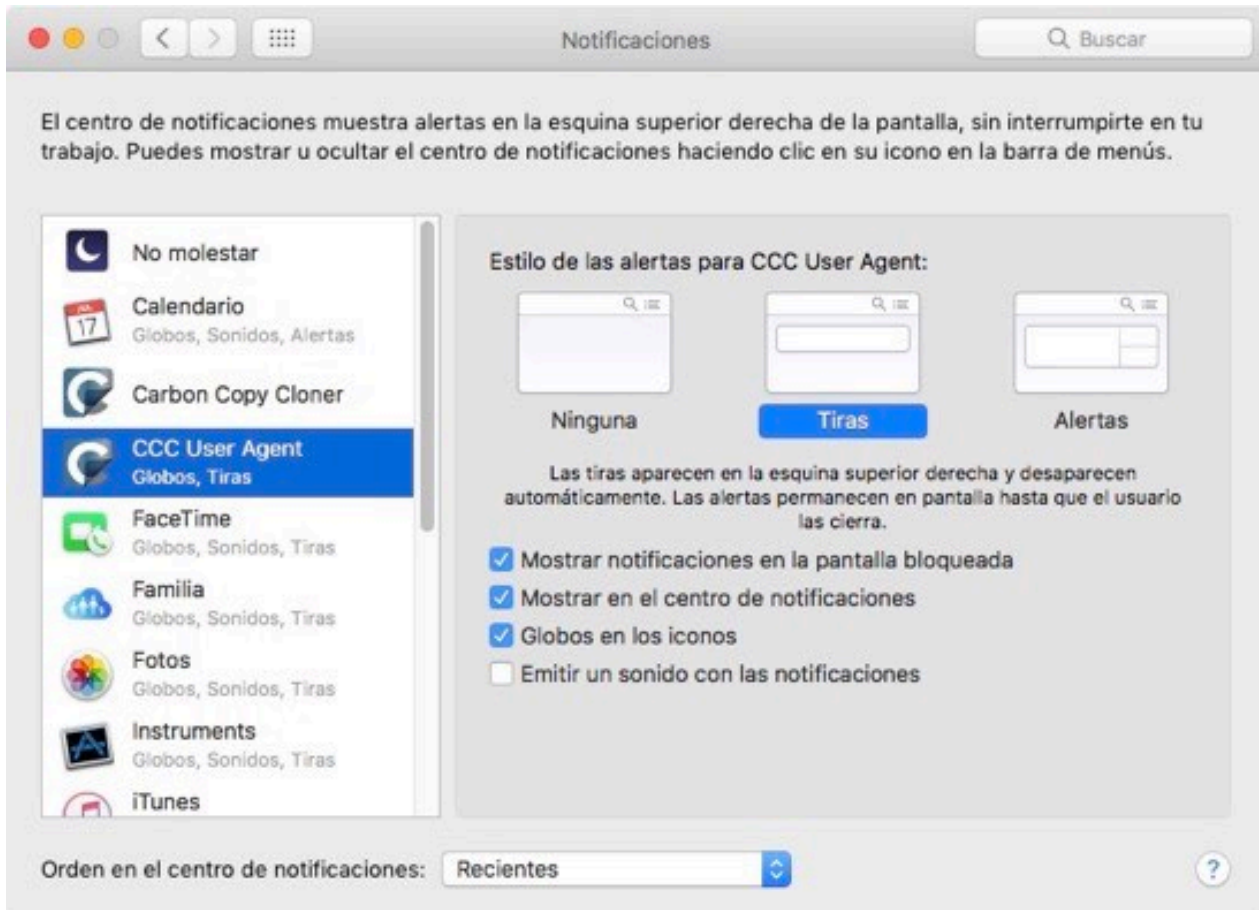 Notificaciones
Buscar
El centro de notificaciones muestra alertas en la esquina superior derecha de la pantalla, sin interrumpirte en tu
trabajo. Puedes mostrar u ocultar el centro de notificaciones haciendo clic en su icono en la barra de menús.
No molestar
Calendario
Globos, Sonidos, Alertas
Carbon Copy Cloner
CCC User Agent
Globos, Tiras
FaceTime
Globos, Sonidos, Tiras
Familia
Globos, Sonidos, Tiras
Fotos
Globos, Sonidos, Tiras
Instruments
Globos, Sonidos, Tiras
iTunes
Estilo de las alertas para CCC User Agent:
Ninguna
Tiras
Alertas
Las tiras aparecen en la esquina superior derecha y desaparecen
automáticamente. Las alertas permanecen en pantalla hasta que el usuario
las cierra.
Mostrar notificaciones en la pantalla bloqueada
Mostrar en el centro de notificaciones
Globos en los iconos
Emitir un sonido con las notificaciones
Orden en el centro de notificaciones:
Recientes
?